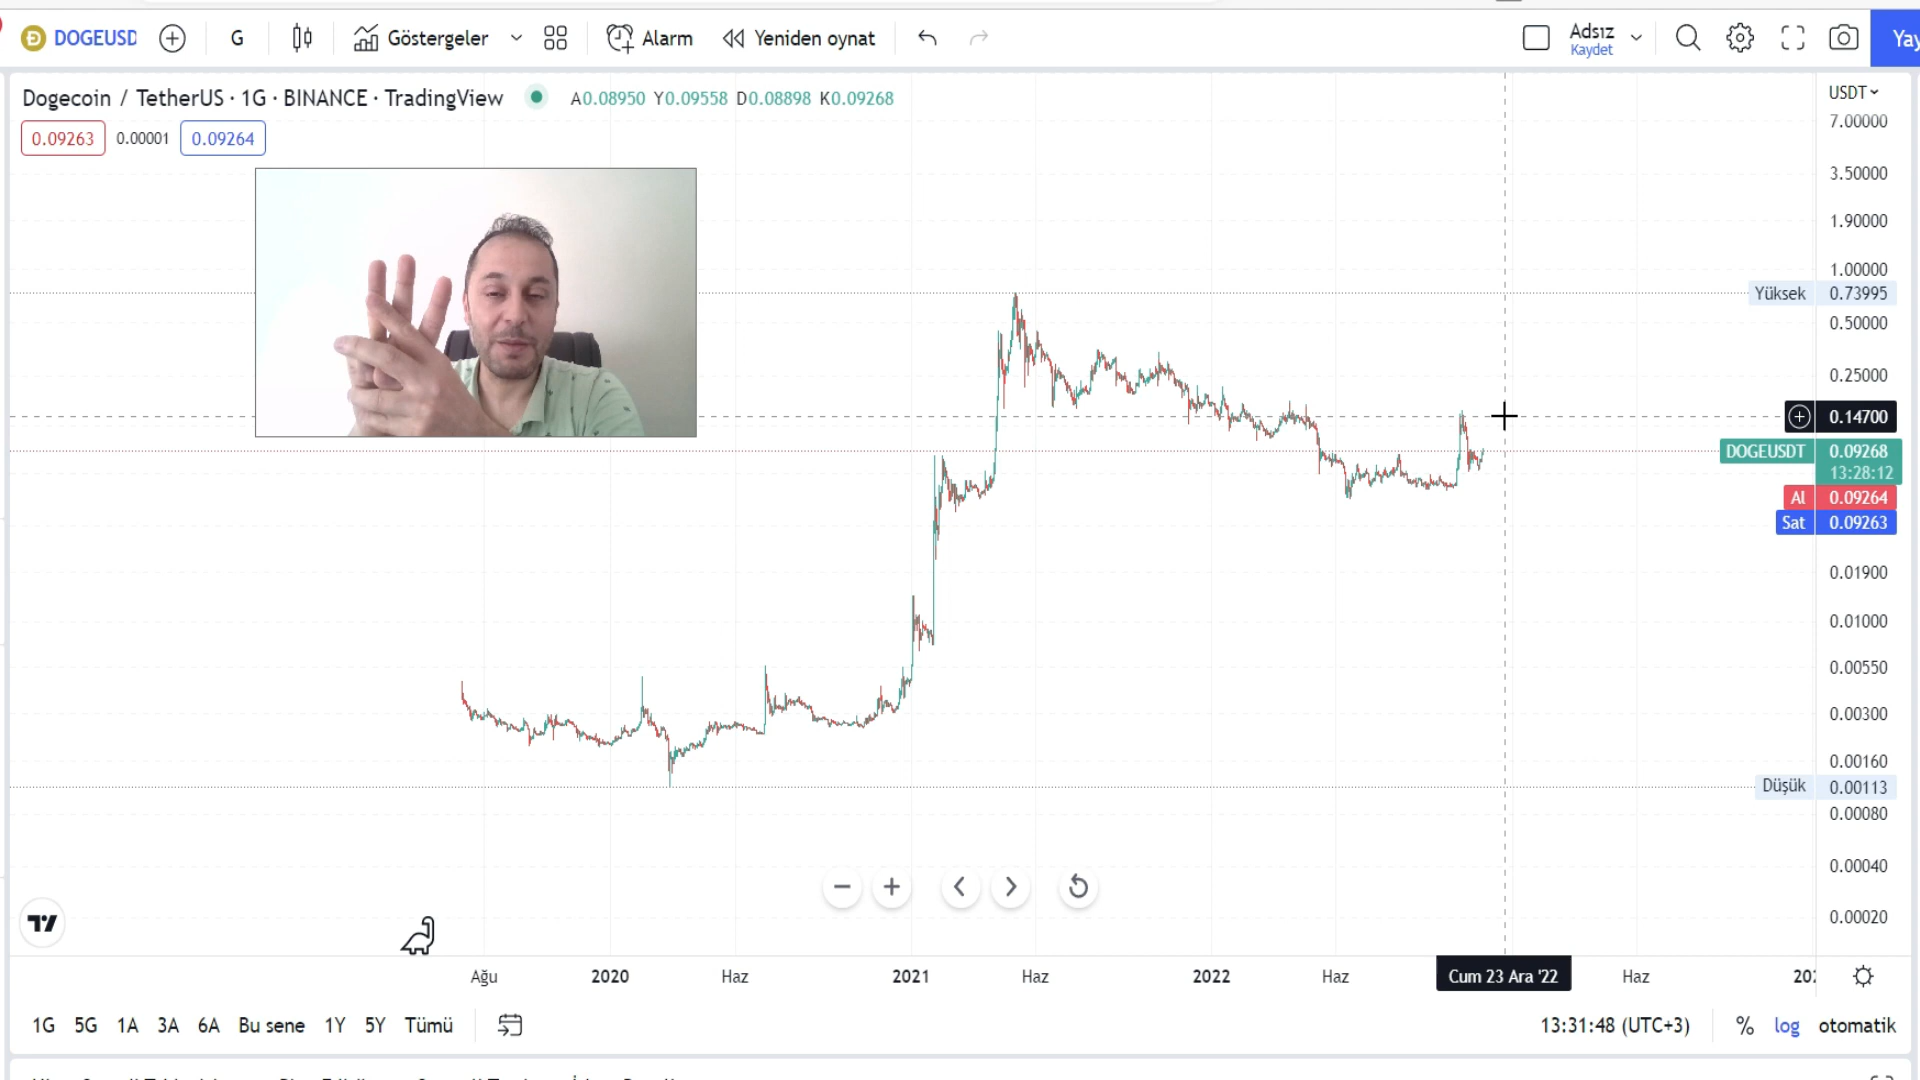 DOGEUSD G Göstergeler Alarm Yeniden oynat Adsız Kaydet
Dogecoin / TetherUS · 1G · BINANCE · TradingView A0.08950 Y0.09558 D0.08898 K0.09268
USDT
0.09263 0.00001 0.09264
7.00000
3.50000
1.90000
1.00000
Yüksek 0.73995
0.50000
0.25000
0.14700
DOGEUSDT 0.09268
13:28:12
Al 0.09264
Sat 0.09263
0.01900
0.01000
0.00550
0.00300
0.00160
Düşük 0.00113
0.00080
0.00040
0.00020
Ağu 2020 Haz 2021 Haz 2022 Haz Cum 23 Ara '22 Haz
1G 5G 1A 3A 6A Bu sene 1Y 5Y Tümü 13:31:48 (UTC+3) % log otomatik